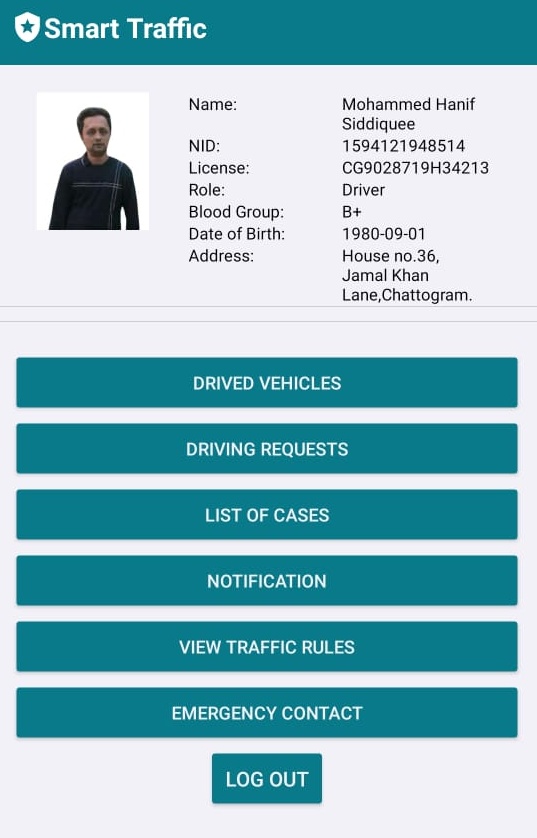 Smart Traffic
Name: Mohammed Hanif
Siddiquee
NID: 1594121948514
License: CG9028719H34213
Role: Driver
Blood Group: B+
Date of Birth: 1980-09-01
Address: House no.36,
Jamal Khan
Lane,Chattogram.
DRIVED VEHICLES
DRIVING REQUESTS
LIST OF CASES
NOTIFICATION
VIEW TRAFFIC RULES
EMERGENCY CONTACT
LOG OUT